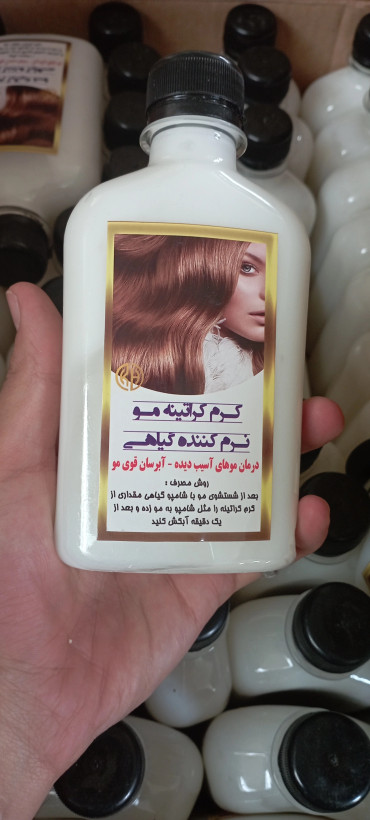 کرم کراتینه مو
نرم کننده گیاهی
درمان موهای آسیب دیده - آبرسان قوی مو
روش مصرف :
بعد از شستشوی مو با شامپو گیاهی مقداری از
کرم کراتینه را مثل شامپو به مو زده و بعد از
یک دقیقه آبکش کنید